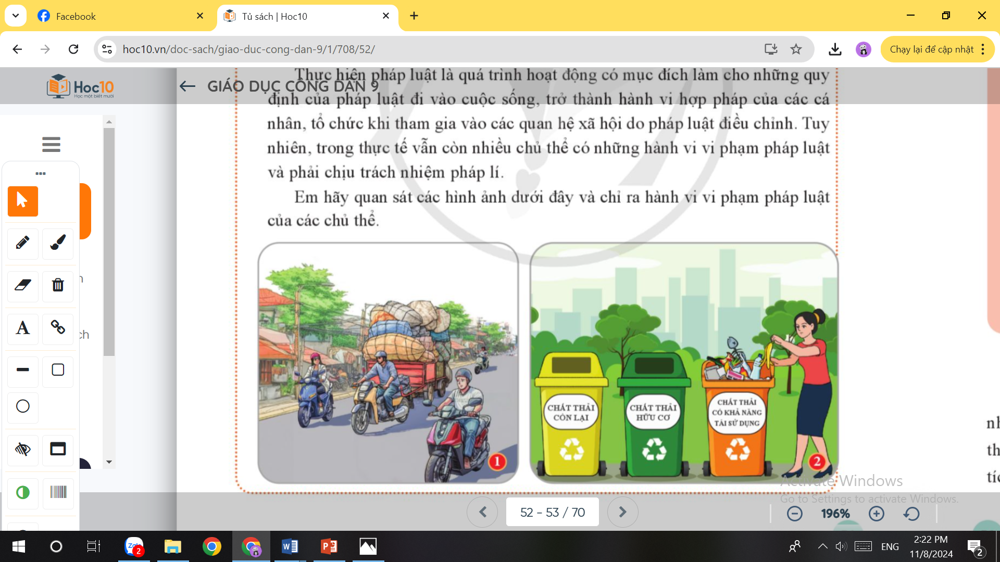 Facebook
Tủ sách | Hoc10
hoc10.vn/doc-sach/giao-duc-cong-dan-9/1/708/52/
Chạy lại để cập nhật
Hoc10
Học một biết mười
GIÁO DỤC CÔNG DÂN 9
Thực hiện pháp luật là quá trình hoạt động có mục đích làm cho những quy
định của pháp luật đi vào cuộc sống, trở thành hành vi hợp pháp của các cá
nhân, tổ chức khi tham gia vào các quan hệ xã hội do pháp luật điều chỉnh. Tuy
nhiên, trong thực tế vẫn còn nhiều chủ thể có những hành vi vi phạm pháp luật
và phải chịu trách nhiệm pháp lí.
Em hãy quan sát các hình ảnh dưới đây và chỉ ra hành vi vi phạm pháp luật
của các chủ thể.
A
CHẤT THẢI
CÒN LẠI
CHẤT THẢI
HỮU CƠ
CHẤT THẢI
CÓ KHẢ NĂNG
TÁI SỬ DỤNG
1
2
Activate Windows
Go to Settings to activate Windows.
52 - 53 / 70
196%
Zalo
2
ENG
2:22 PM
11/8/2024
2